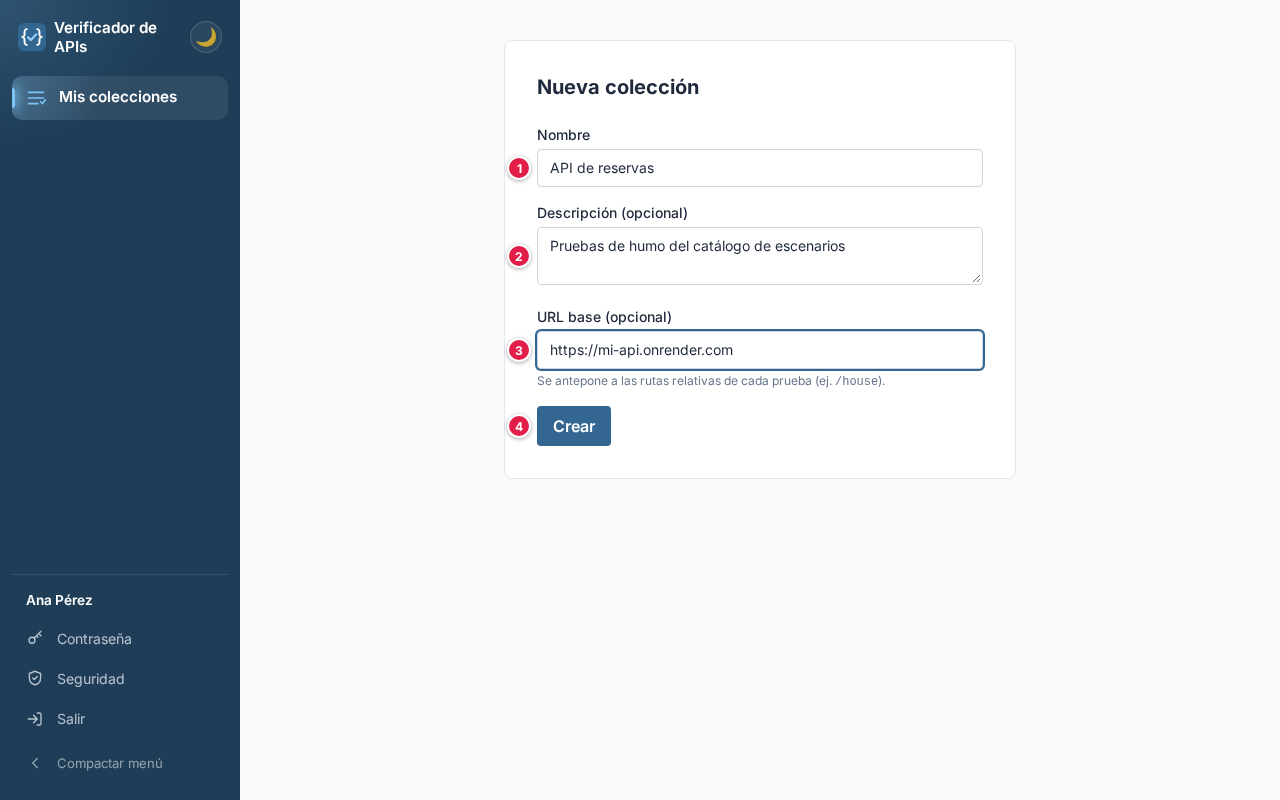 Verificador de
APIs
Mis colecciones
Nueva colección
Nombre
1
API de reservas
Descripción (opcional)
2
Pruebas de humo del catálogo de escenarios
URL base (opcional)
3
https://mi-api.onrender.com
Se antepone a las rutas relativas de cada prueba (ej. /house).
4
Crear
Ana Pérez
Contraseña
Seguridad
Salir
Compactar menú